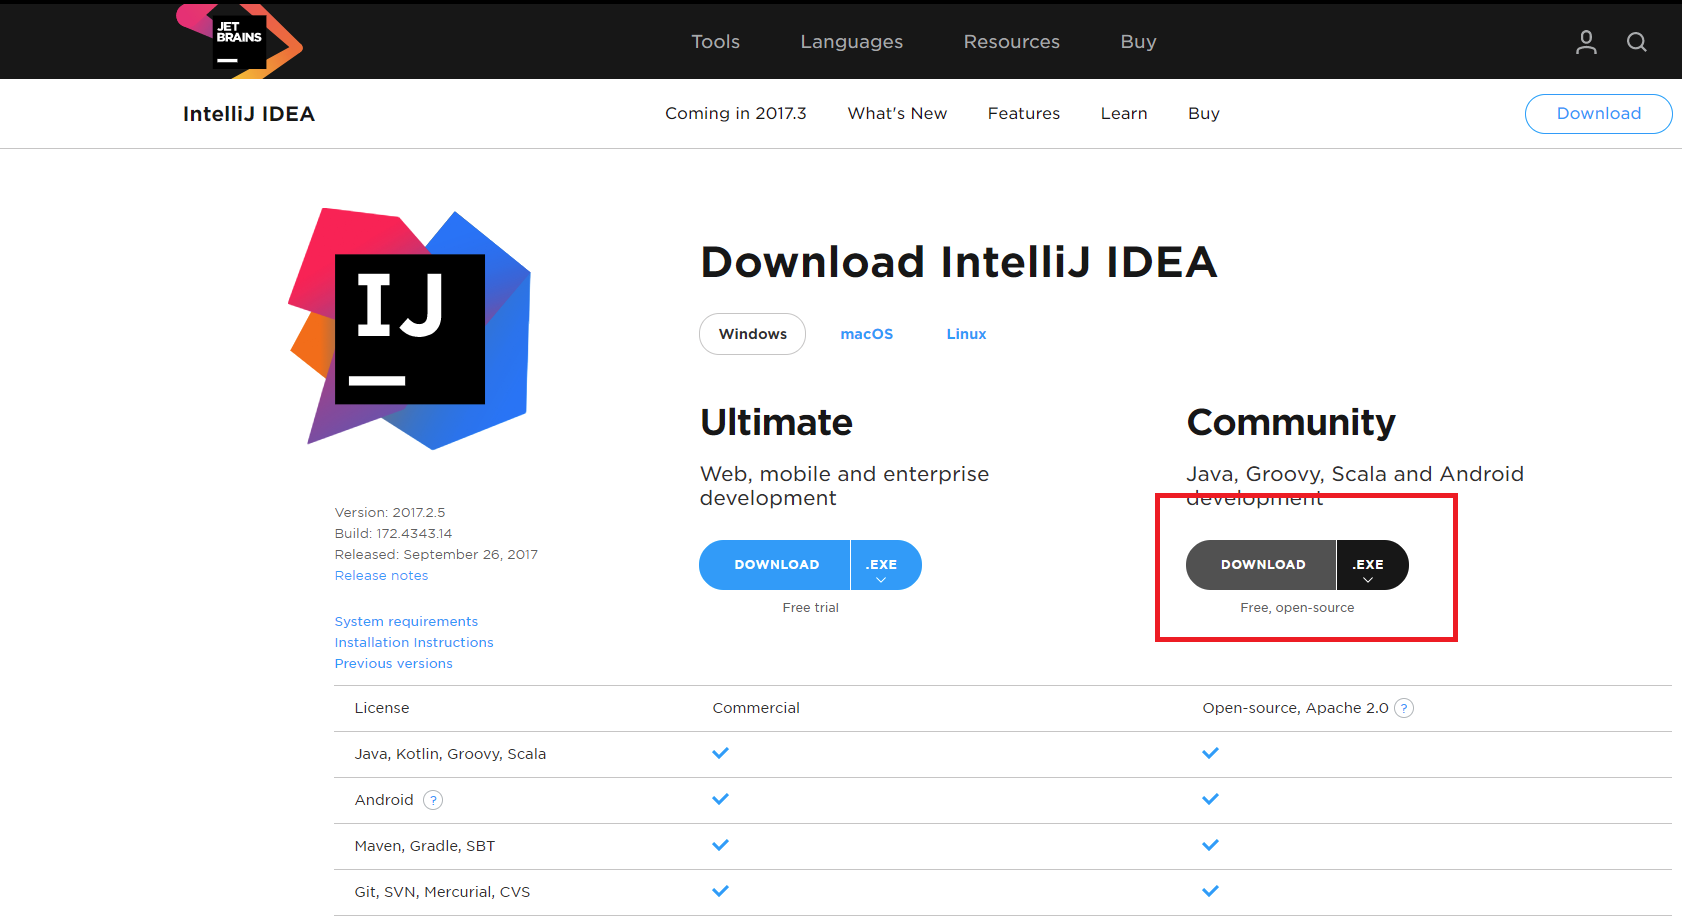 JET
BRAINS
Tools Languages Resources Buy
IntelliJ IDEA Coming in 2017.3 What's New Features Learn Buy Download
IJ
Download IntelliJ IDEA
Windows macOS Linux
Ultimate
Web, mobile and enterprise
development
DOWNLOAD .EXE
Free trial
Community
Java, Groovy, Scala and Android
development
DOWNLOAD .EXE
Free, open-source
Version: 2017.2.5
Build: 172.4343.14
Released: September 26, 2017
Release notes
System requirements
Installation Instructions
Previous versions
License Commercial Open-source, Apache 2.0 ?
Java, Kotlin, Groovy, Scala
Android ?
Maven, Gradle, SBT
Git, SVN, Mercurial, CVS